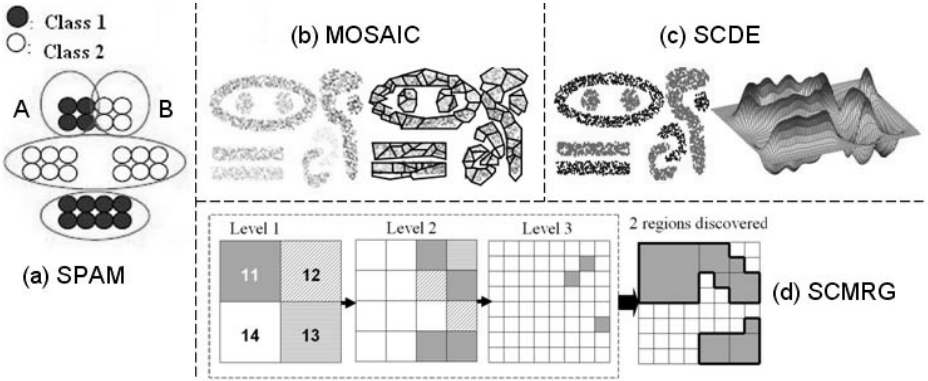 : Class 1
: Class 2
A
B
(a) SPAM
(b) MOSAIC
(c) SCDE
Level 1
Level 2
Level 3
2 regions discovered
11
12
14
13
(d) SCMRG